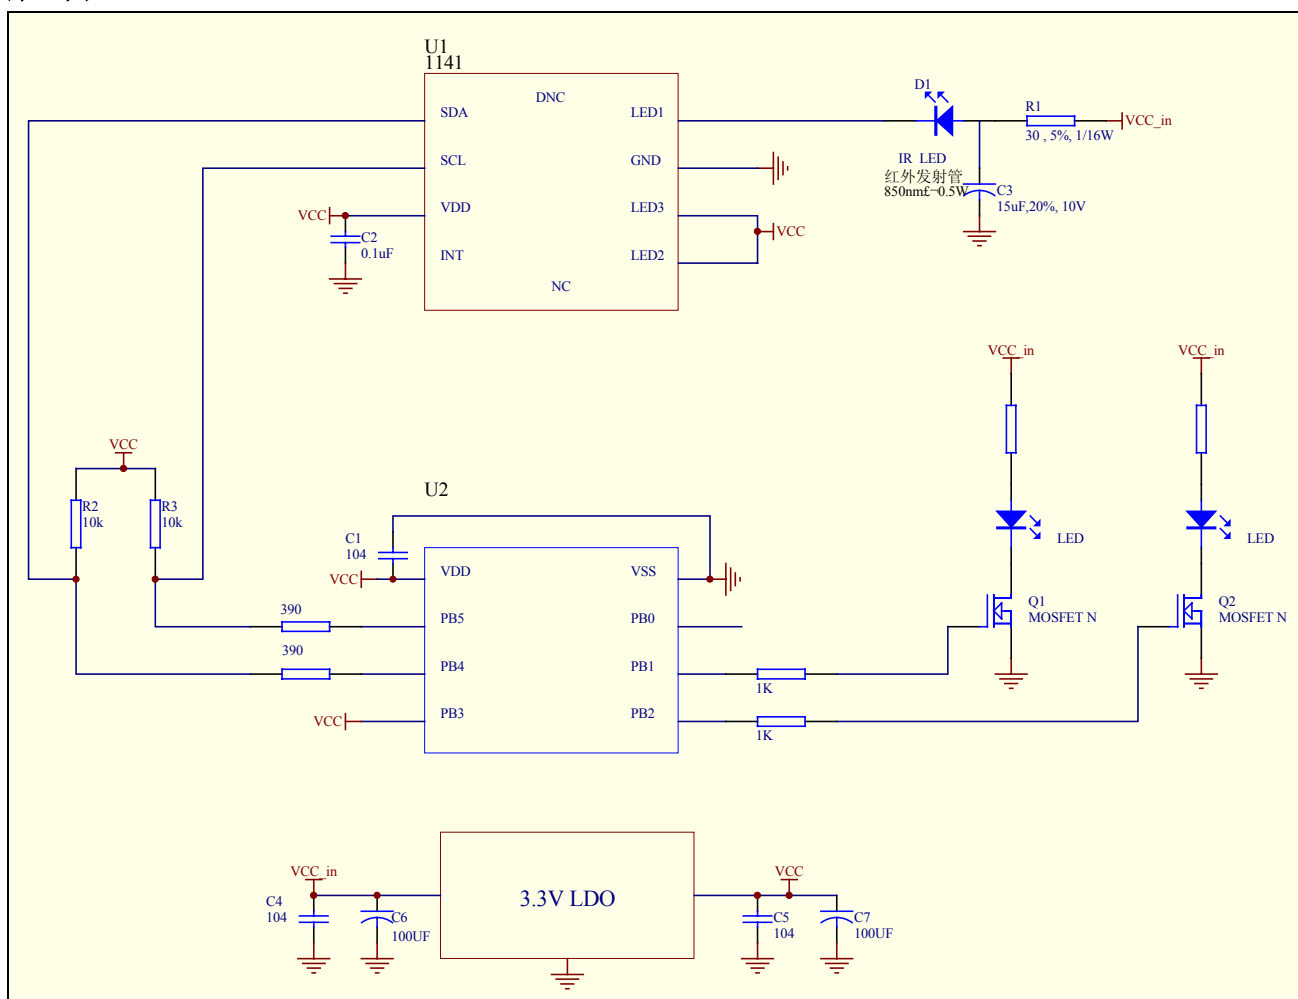 U1
1141
DNC
SDA
LED1
SCL
GND
VDD
LED3
INT
LED2
NC
VCC
C2
0.1uF
VCC
D1
IR LED
红外发射管
850nm£¬0.5W
R1
30 , 5%, 1/16W
VCC_in
C3
15uF,20%, 10V
VCC_in
VCC_in
LED
LED
Q1
MOSFET N
Q2
MOSFET N
VCC
R2
10k
R3
10k
U2
C1
104
VCC
VDD
VSS
PB5
PB0
PB4
PB1
PB3
PB2
390
390
VCC
1K
1K
VCC_in
C4
104
C6
100UF
3.3V LDO
VCC
C5
104
C7
100UF